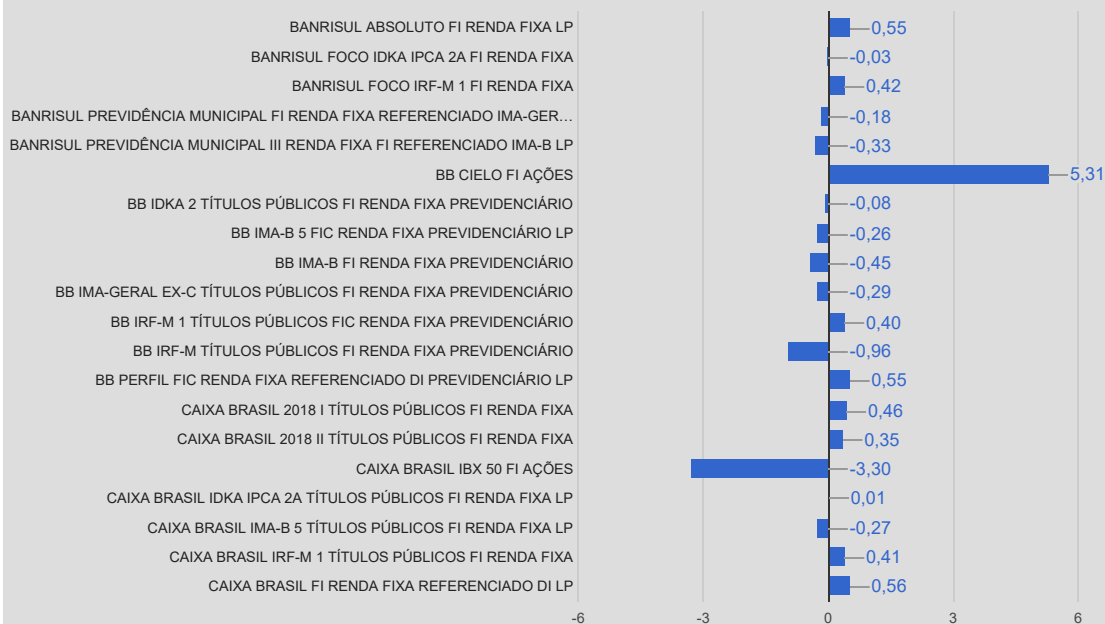 BANRISUL ABSOLUTO FI RENDA FIXA LP 0,55
BANRISUL FOCO IDKA IPCA 2A FI RENDA FIXA -0,03
BANRISUL FOCO IRF-M 1 FI RENDA FIXA 0,42
BANRISUL PREVIDÊNCIA MUNICIPAL FI RENDA FIXA REFERENCIADO IMA-GER… -0,18
BANRISUL PREVIDÊNCIA MUNICIPAL III RENDA FIXA FI REFERENCIADO IMA-B LP -0,33
BB CIELO FI AÇÕES 5,31
BB IDKA 2 TÍTULOS PÚBLICOS FI RENDA FIXA PREVIDENCIÁRIO -0,08
BB IMA-B 5 FIC RENDA FIXA PREVIDENCIÁRIO LP -0,26
BB IMA-B FI RENDA FIXA PREVIDENCIÁRIO -0,45
BB IMA-GERAL EX-C TÍTULOS PÚBLICOS FI RENDA FIXA PREVIDENCIÁRIO -0,29
BB IRF-M 1 TÍTULOS PÚBLICOS FIC RENDA FIXA PREVIDENCIÁRIO 0,40
BB IRF-M TÍTULOS PÚBLICOS FI RENDA FIXA PREVIDENCIÁRIO -0,96
BB PERFIL FIC RENDA FIXA REFERENCIADO DI PREVIDENCIÁRIO LP 0,55
CAIXA BRASIL 2018 I TÍTULOS PÚBLICOS FI RENDA FIXA 0,46
CAIXA BRASIL 2018 II TÍTULOS PÚBLICOS FI RENDA FIXA 0,35
CAIXA BRASIL IBX 50 FI AÇÕES -3,30
CAIXA BRASIL IDKA IPCA 2A TÍTULOS PÚBLICOS FI RENDA FIXA LP 0,01
CAIXA BRASIL IMA-B 5 TÍTULOS PÚBLICOS FI RENDA FIXA LP -0,27
CAIXA BRASIL IRF-M 1 TÍTULOS PÚBLICOS FI RENDA FIXA 0,41
CAIXA BRASIL FI RENDA FIXA REFERENCIADO DI LP 0,56
-6 -3 0 3 6